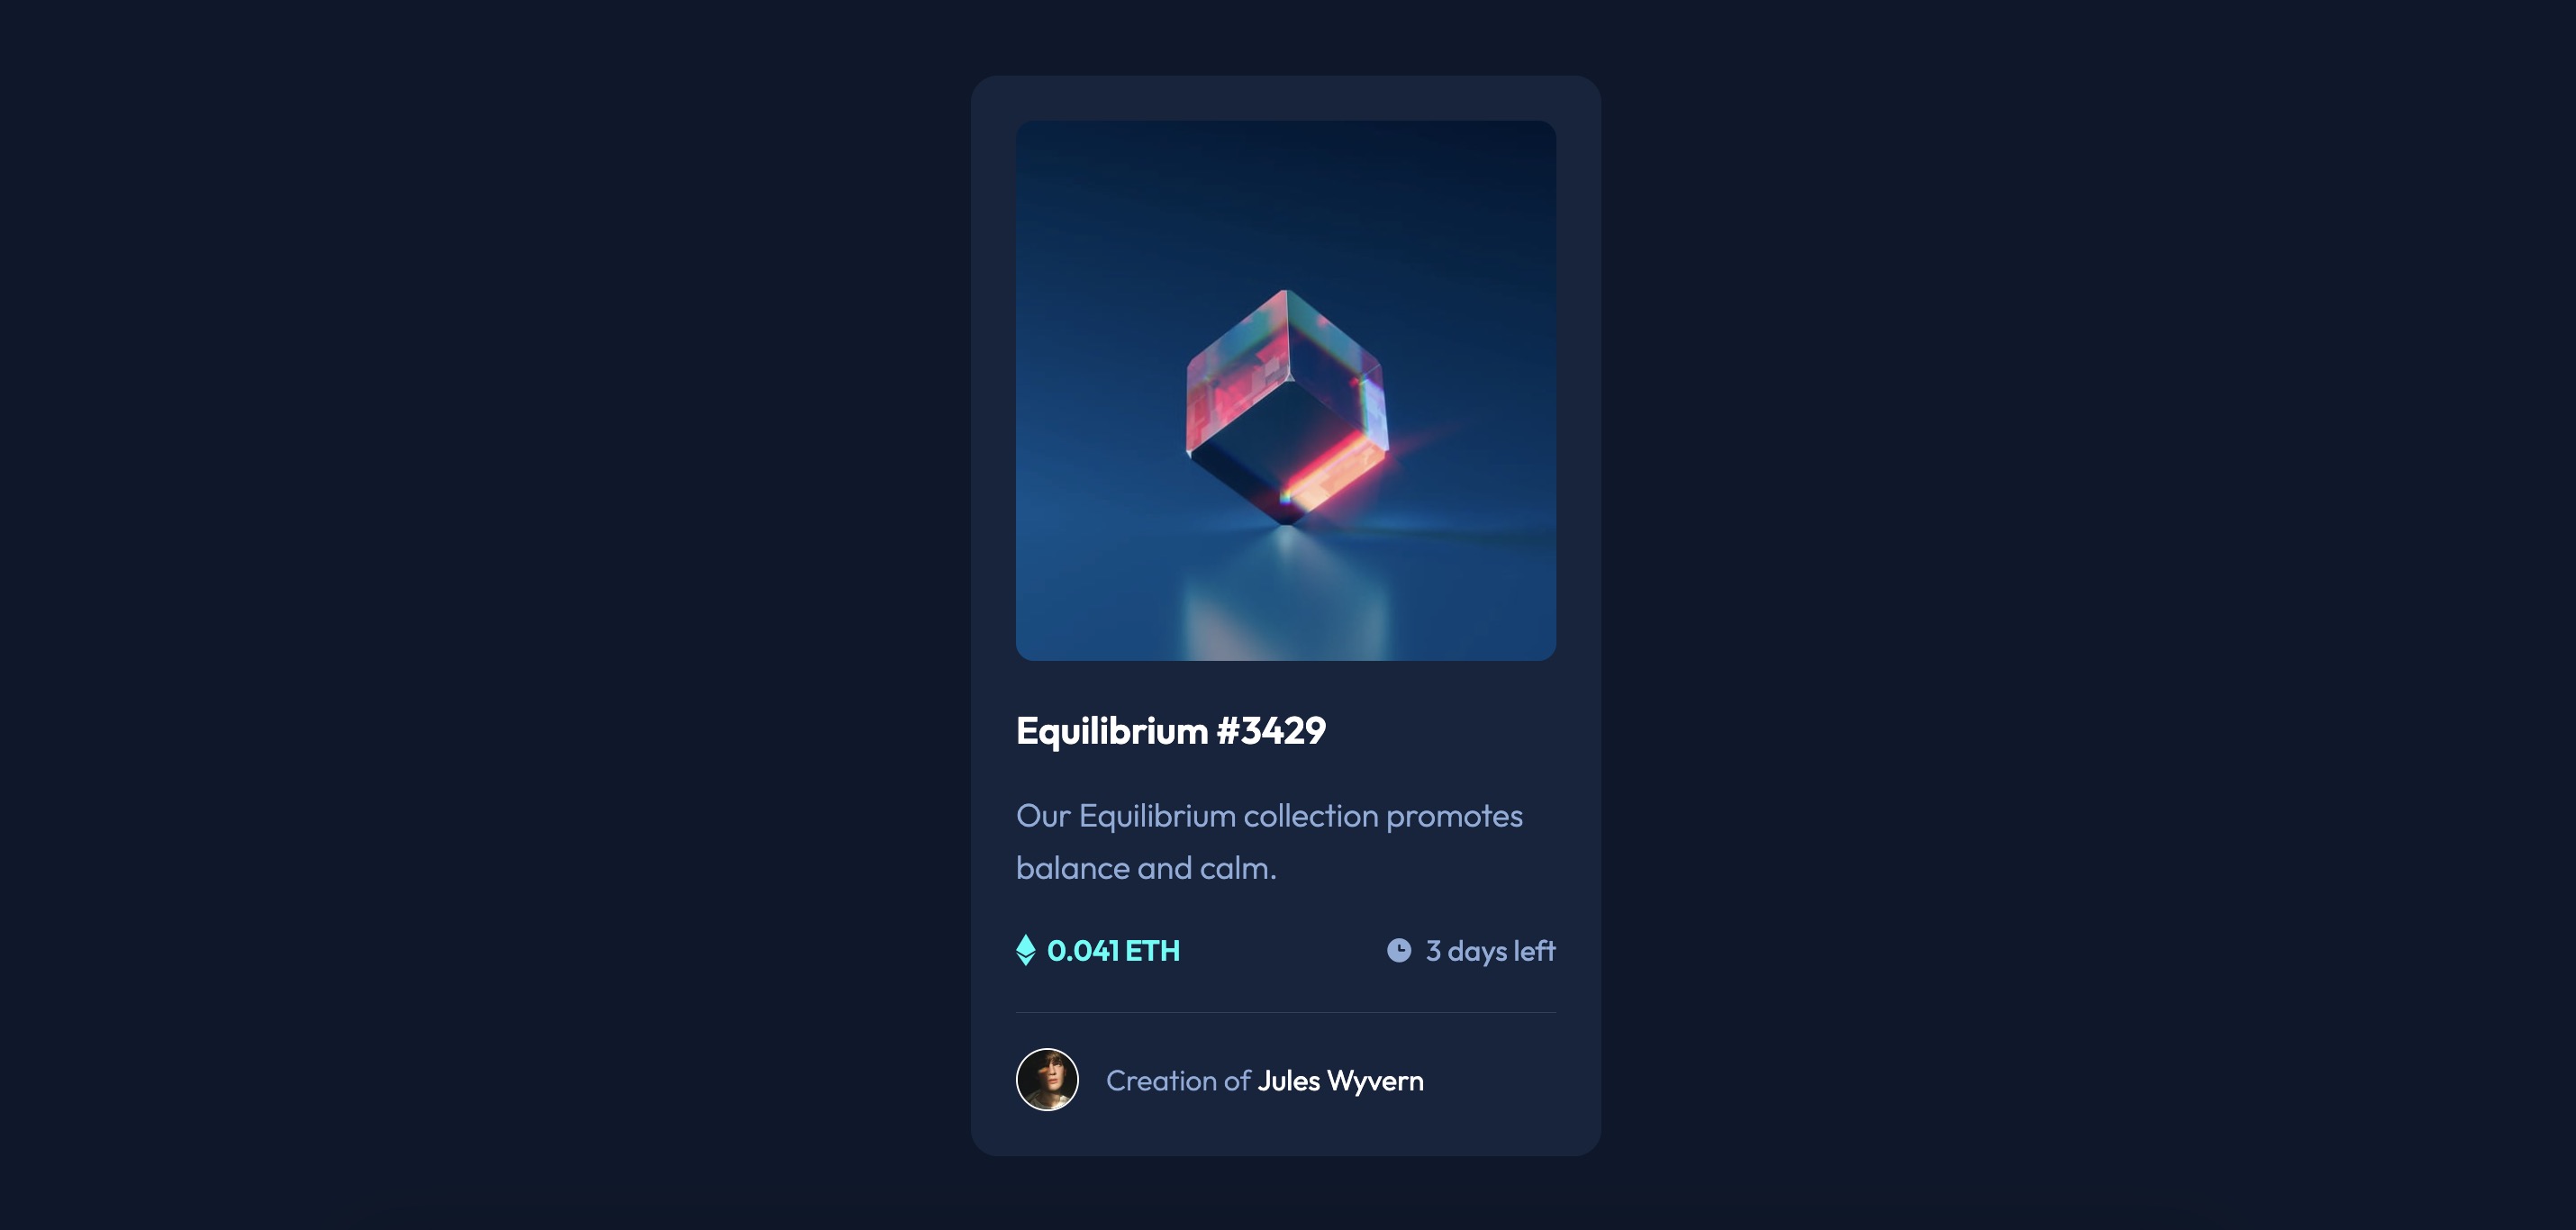 Equilibrium #3429
Our Equilibrium collection promotes
balance and calm.
0.041 ETH
3 days left
Creation of Jules Wyvern